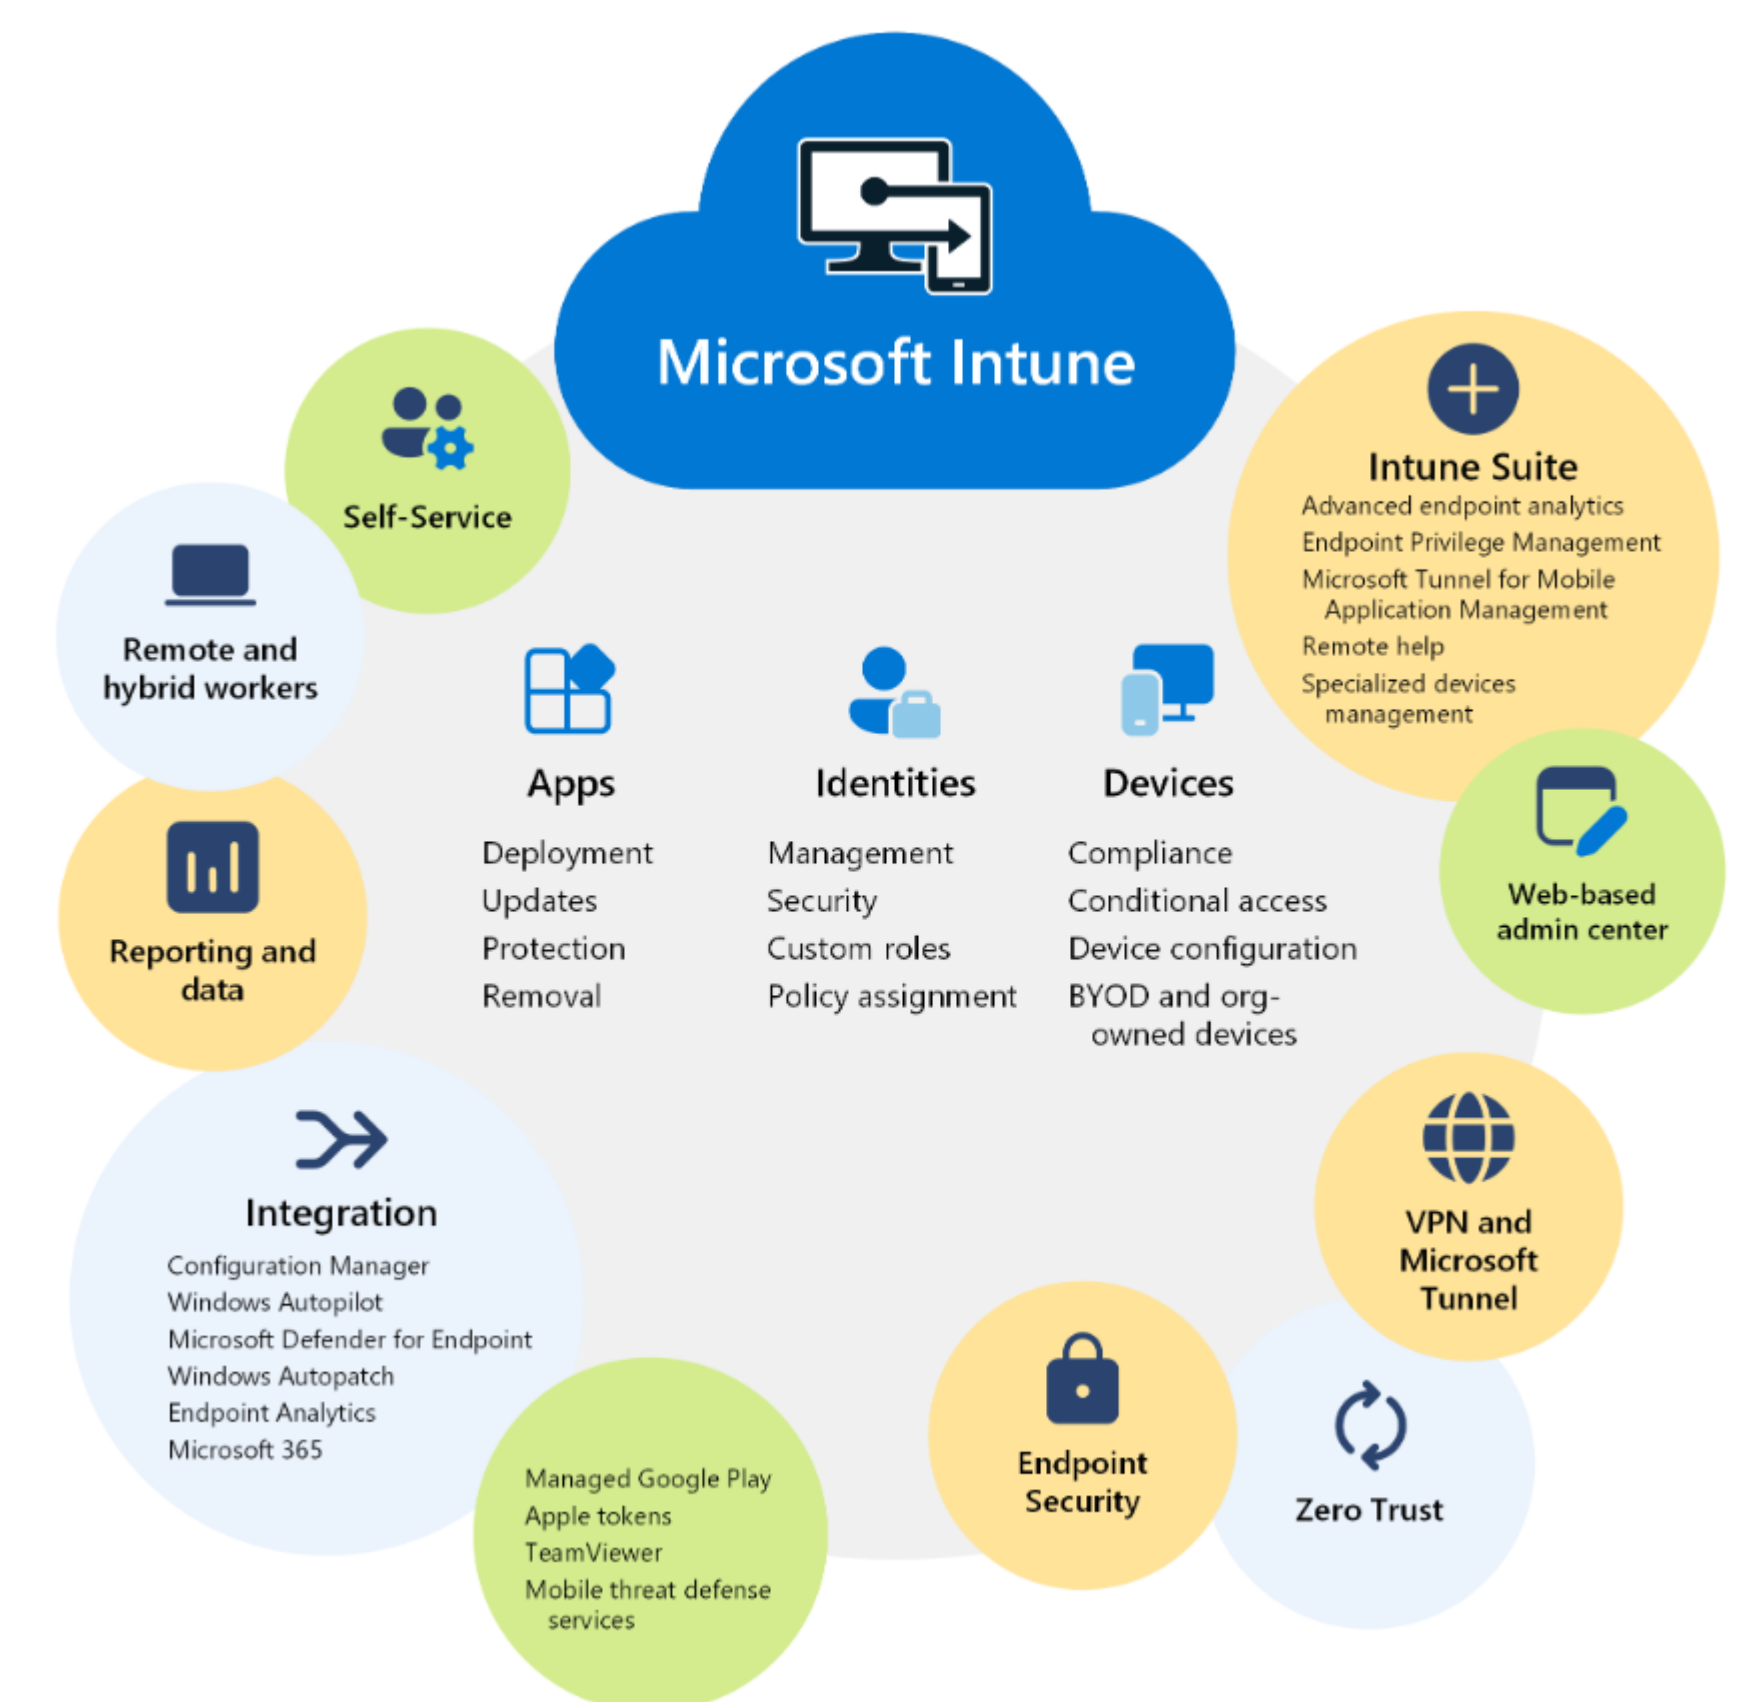 Microsoft Intune
Self-Service
Remote and
hybrid workers
Reporting and
data
Integration
Configuration Manager
Windows Autopilot
Microsoft Defender for Endpoint
Windows Autopatch
Endpoint Analytics
Microsoft 365
Managed Google Play
Apple tokens
TeamViewer
Mobile threat defense
services
Apps
Deployment
Updates
Protection
Removal
Identities
Management
Security
Custom roles
Policy assignment
Devices
Compliance
Conditional access
Device configuration
BYOD and org-
owned devices
Intune Suite
Advanced endpoint analytics
Endpoint Privilege Management
Microsoft Tunnel for Mobile
Application Management
Remote help
Specialized devices
management
Web-based
admin center
VPN and
Microsoft
Tunnel
Zero Trust
Endpoint
Security